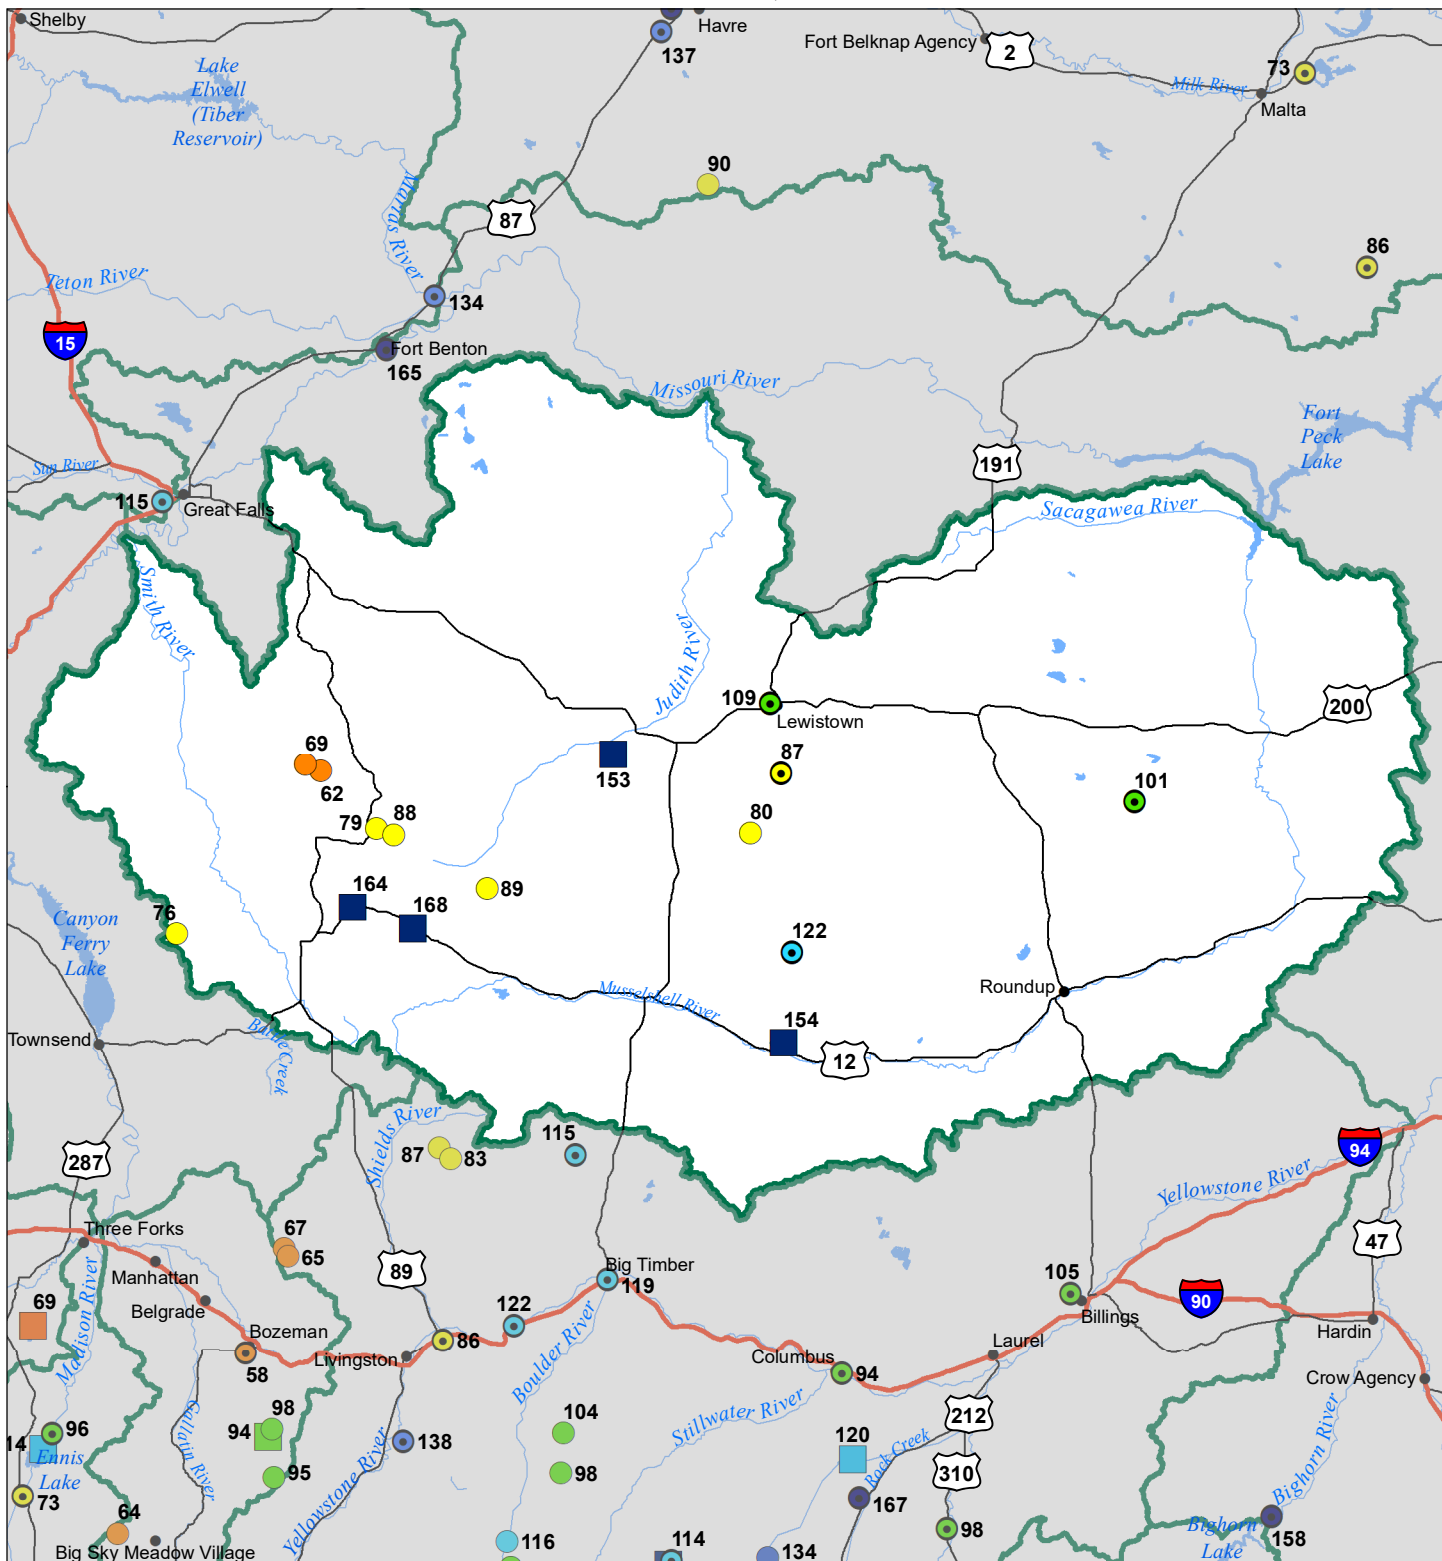 Shelby
Havre
137
Fort Belknap Agency
2
73
Milk River
Malta
Lake
Elwell
(Tiber
Reservoir)
90
Marias River
87
86
Teton River
134
15
Fort Benton
165
Missouri River
Fort
Peck
Lake
191
Sun River
115
Great Falls
Sacagawea River
Smith River
Judith River
109
Lewistown
200
69
62
153
87
101
79
88
80
164
168
89
76
Canyon
Ferry
Lake
122
Roundup
Musselshell River
154
12
Townsend
Battle Creek
Shields River
115
87
83
287
94
Yellowstone River
Three Forks
67
65
Manhattan
89
Big Timber
119
47
105
90
Billings
69
Madison River
Belgrade
Bozeman
58
Livingston
86
122
Boulder River
Columbus
94
Laurel
Hardin
Crow Agency
96
14
Ennis
Lake
98
94
95
Gallatin River
138
Yellowstone River
104
98
Stillwater River
120
Rock Creek
212
310
Bighorn River
73
64
Big Sky Meadow Village
116
114
134
167
98
Bighorn
Lake
158